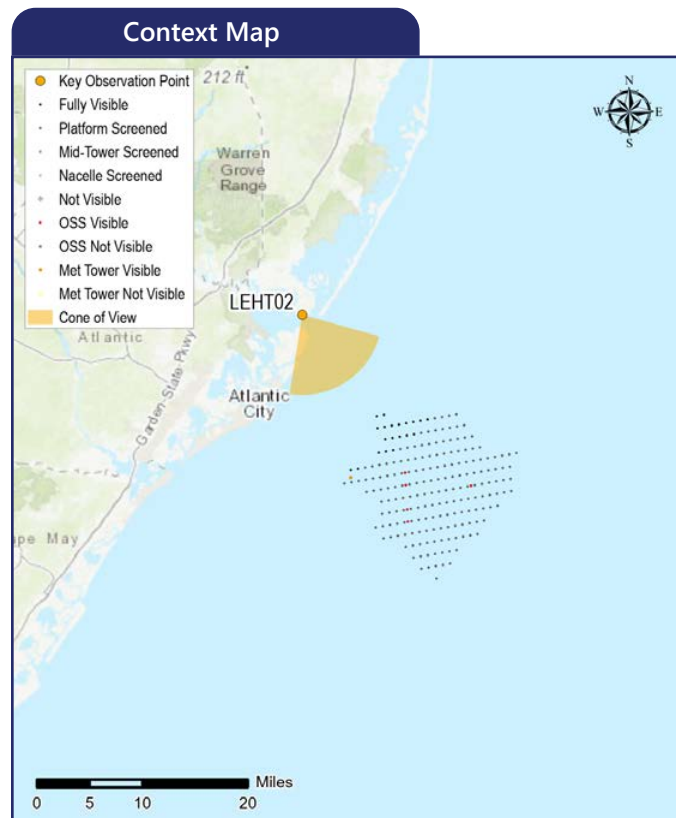 Context Map
Key Observation Point
Fully Visible
Platform Screened
Mid-Tower Screened
Nacelle Screened
Not Visible
OSS Visible
OSS Not Visible
Met Tower Visible
Met Tower Not Visible
Cone of View
212 ft
N
W E
S
Warren
Grove
Range
LEHT02
Atlantic
Garden-State-Pkwy
Atlantic
City
ape May
Miles
0 5 10 20